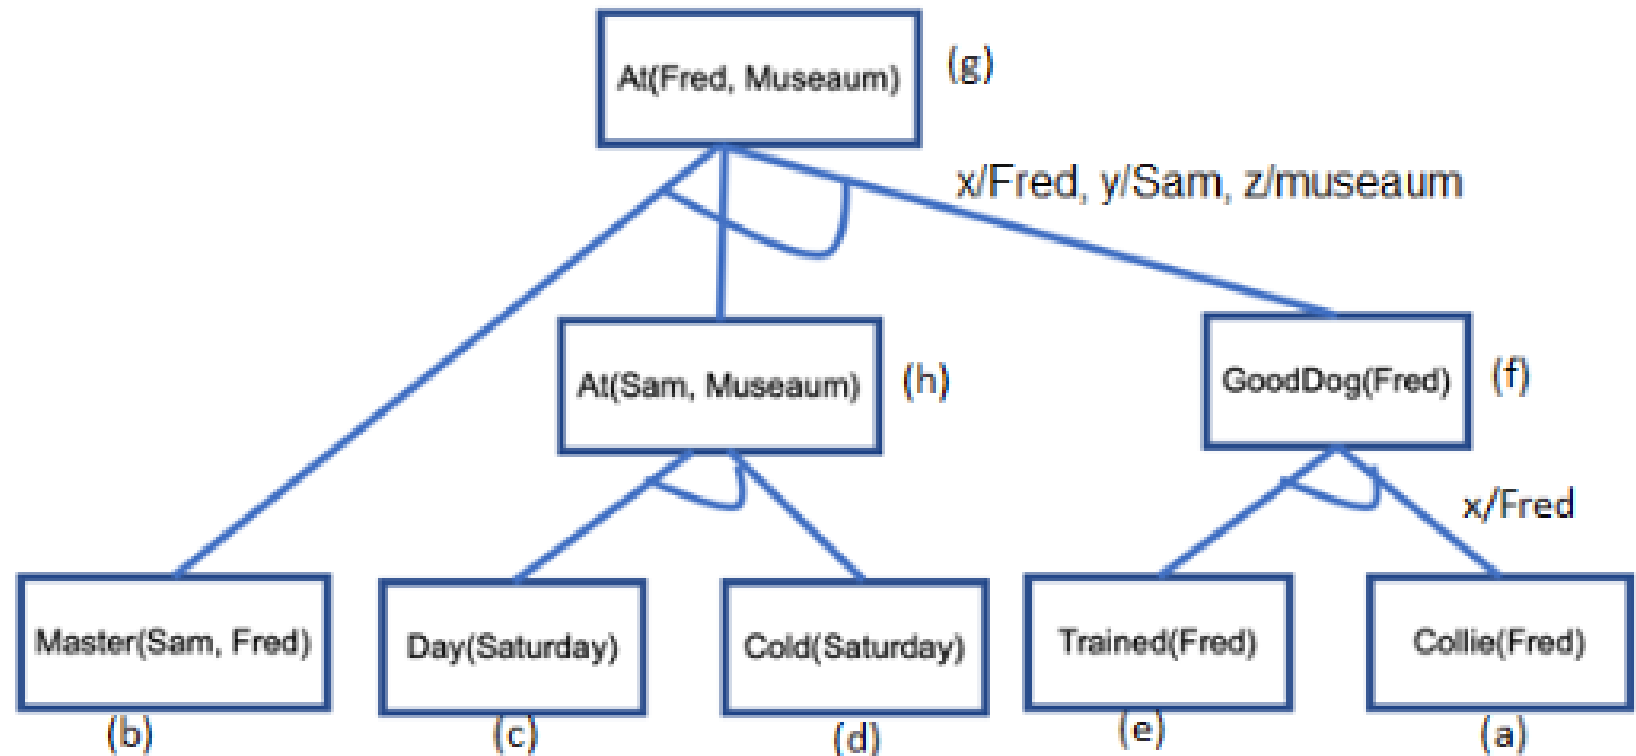 At(Fred, Museaum)
(g)
x/Fred, y/Sam, z/museaum
At(Sam, Museaum)
(h)
GoodDog(Fred)
(f)
x/Fred
Master(Sam, Fred)
Day(Saturday)
Cold(Saturday)
Trained(Fred)
Collie(Fred)
(b)
(c)
(d)
(e)
(a)